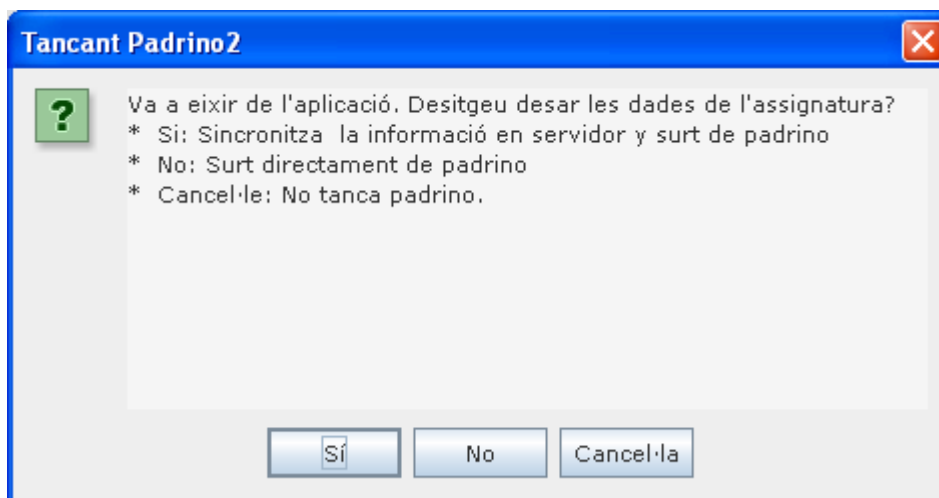 Tancant Padrino2
?
Va a eixir de l'aplicació. Desitgeu desar les dades de l'assignatura?
*  Si: Sincronitza  la informació en servidor y surt de padrino
*  No: Surt directament de padrino
*  Cancel·le: No tanca padrino.
Sí
No
Cancel·la